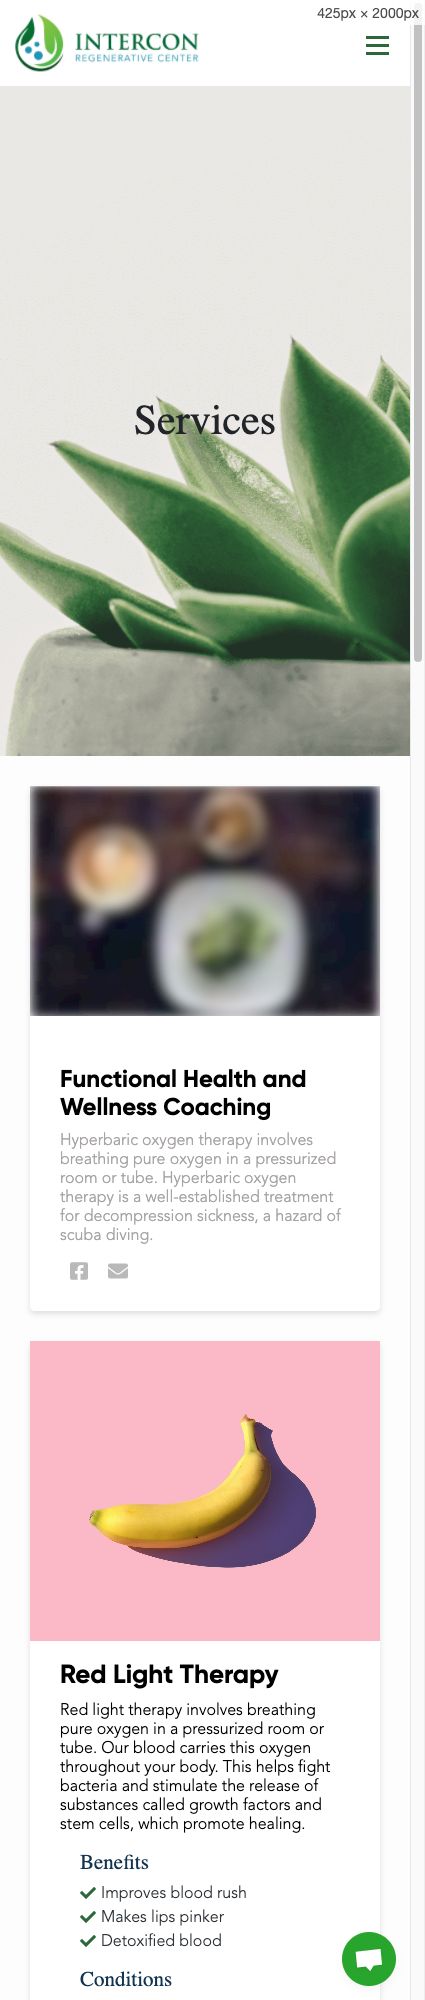 425px × 2000px
INTERCON
REGENERATIVE CENTER
Services
Functional Health and
Wellness Coaching
Hyperbaric oxygen therapy involves
breathing pure oxygen in a pressurized
room or tube. Hyperbaric oxygen
therapy is a well-established treatment
for decompression sickness, a hazard of
scuba diving.
Red Light Therapy
Red light therapy involves breathing
pure oxygen in a pressurized room or
tube. Our blood carries this oxygen
throughout your body. This helps fight
bacteria and stimulate the release of
substances called growth factors and
stem cells, which promote healing.
Benefits
Improves blood rush
Makes lips pinker
Detoxified blood
Conditions